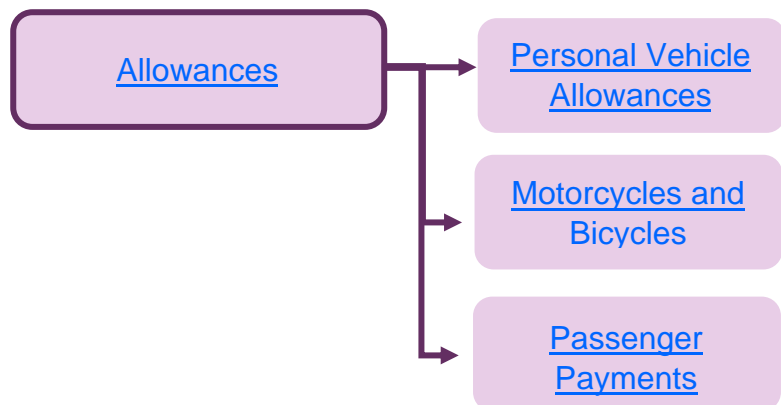 Allowances
Personal Vehicle
Allowances
Motorcycles and
Bicycles
Passenger
Payments